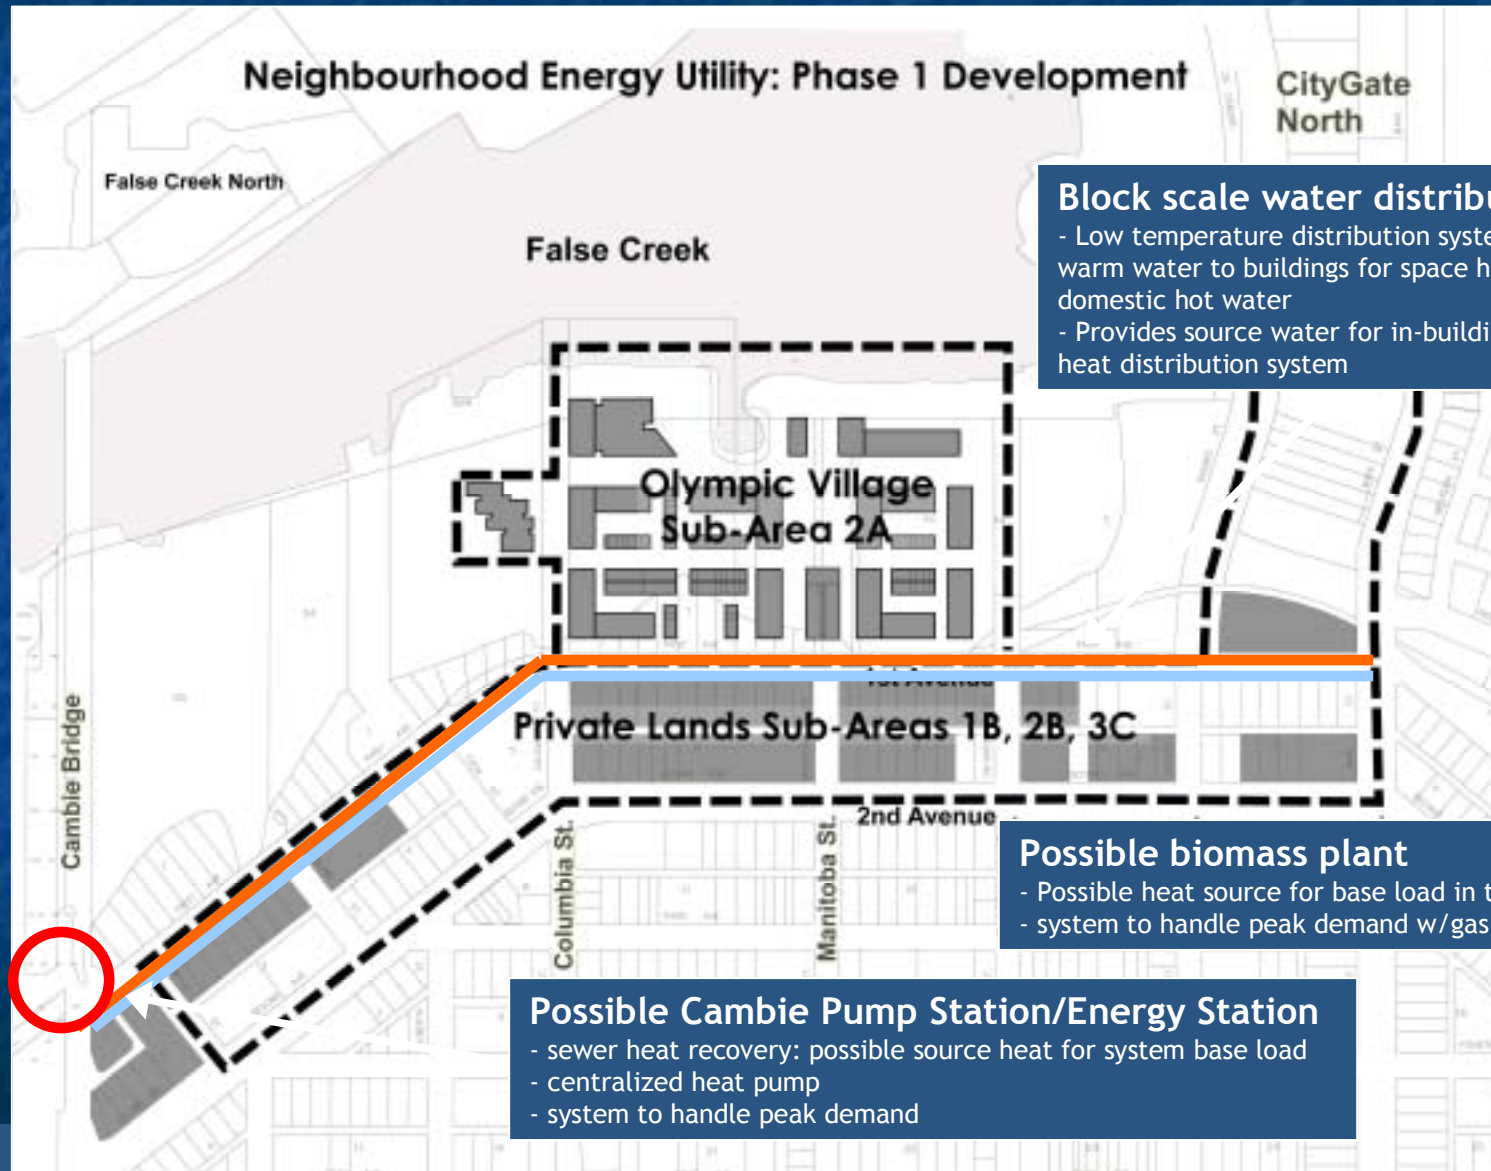 Neighbourhood Energy Utility: Phase 1 Development
CityGate
North
False Creek North
False Creek
Block scale water
- Low temperature distribution
warm water to buildings for space
domestic hot water
- Provides source water for
heat distribution system
Olympic Village
Sub-Area 2A
1st Avenue
Private Lands Sub-Areas 1B, 2B, 3C
2nd Avenue
Cambie Bridge
Columbia St.
Manitoba St.
Possible biomass plant
- Possible heat source for base load in
- system to handle peak demand w/gas
Possible Cambie Pump Station/Energy Station
- sewer heat recovery: possible source heat for system base load
- centralized heat pump
- system to handle peak demand